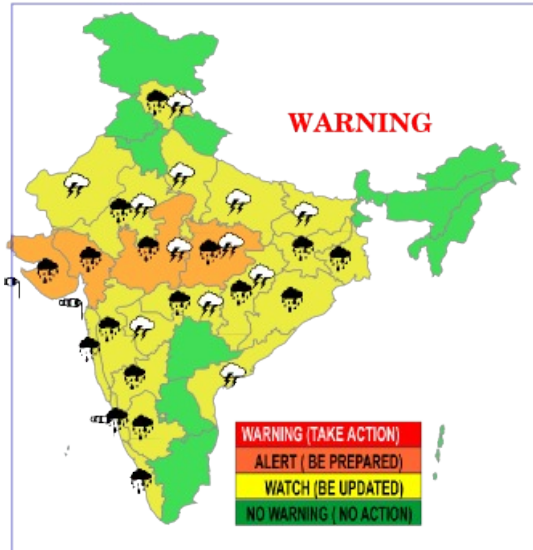 WARNING
WARNING (TAKE ACTION)
ALERT ( BE PREPARED)
WATCH (BE UPDATED)
NO WARNING ( NO ACTION)